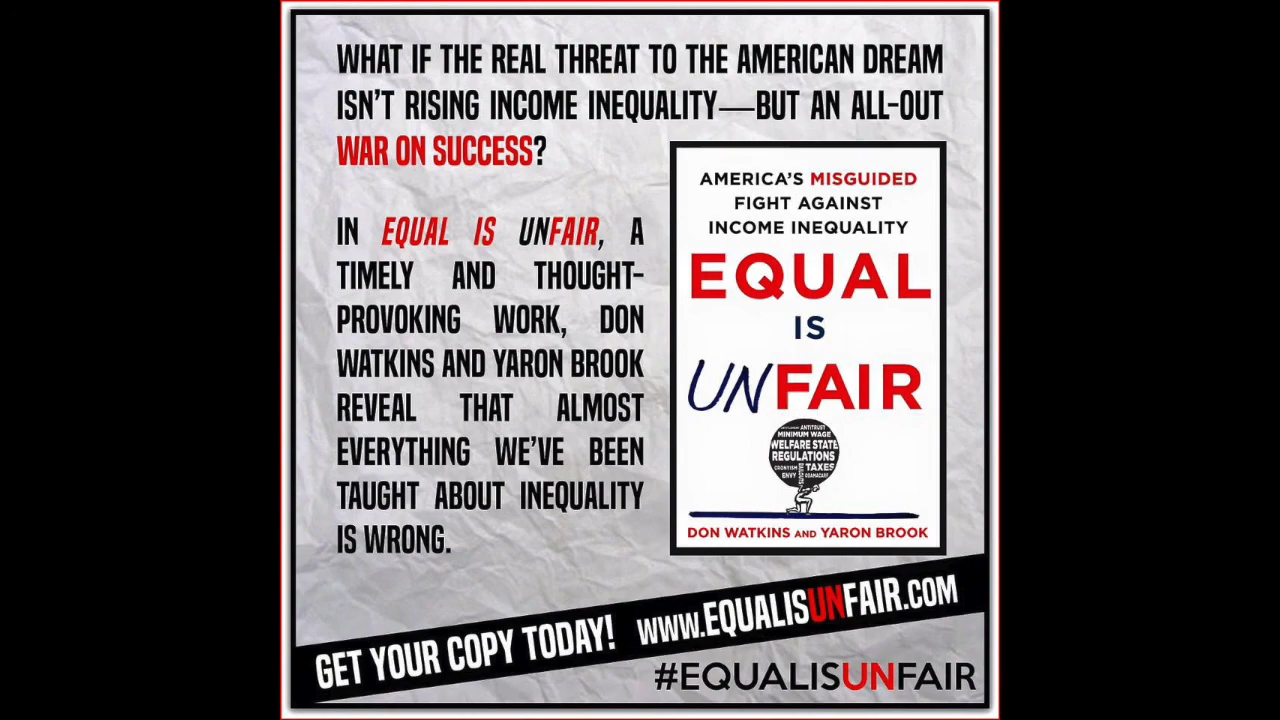 WHAT IF THE REAL THREAT TO THE AMERICAN DREAM
ISN'T RISING INCOME INEQUALITY—BUT AN ALL-OUT
WAR ON SUCCESS?
IN EQUAL IS UNFAIR, A
TIMELY AND THOUGHT-
PROVOKING WORK, DON
WATKINS AND YARON BROOK
REVEAL THAT ALMOST
EVERYTHING WE'VE BEEN
TAUGHT ABOUT INEQUALITY
IS WRONG.
AMERICA'S MISGUIDED
FIGHT AGAINST
INCOME INEQUALITY
EQUAL
IS
UNFAIR
ANTITRUST
MINIMUM WAGE
WELFARE STATE
REGULATIONS
CRONYISM TAXES
ENVY OBAMACARE
DON WATKINS AND YARON BROOK
GET YOUR COPY TODAY! WWW.EQUALISUNFAIR.COM
#EQUALISUNFAIR